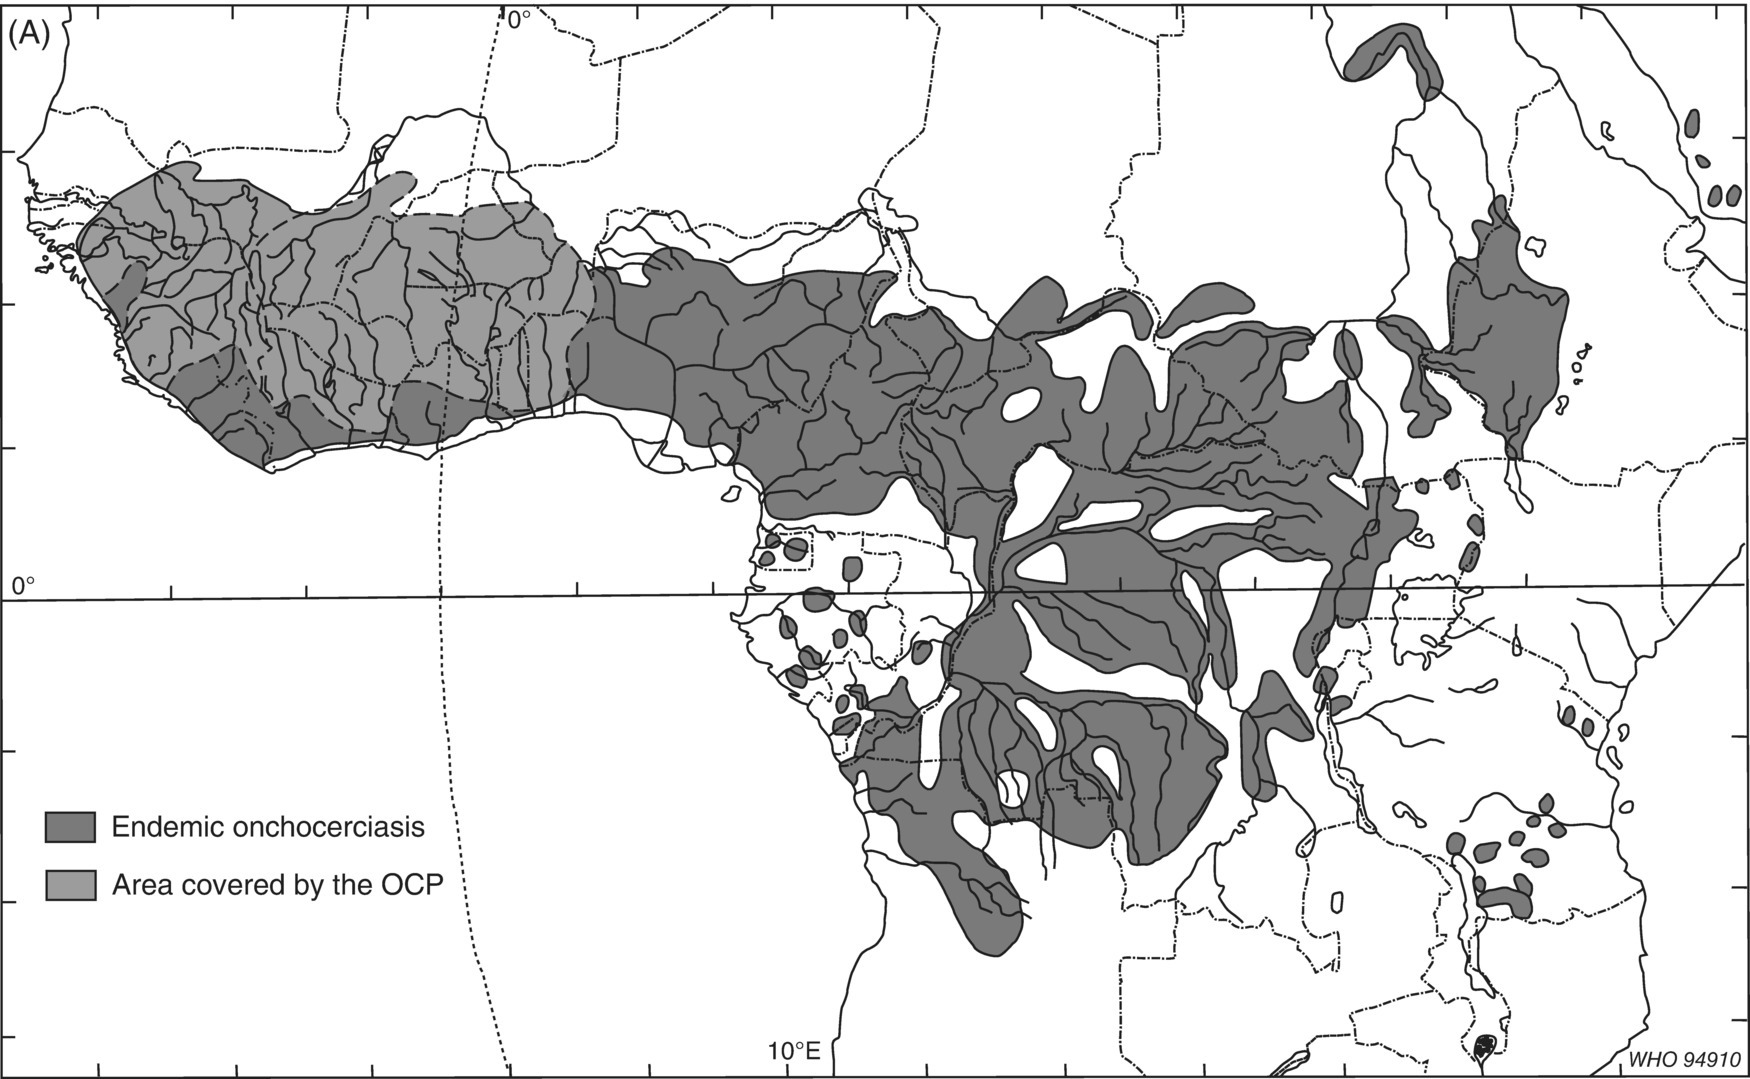 (A)
0°
0°
Endemic onchocerciasis
Area covered by the OCP
10°E
WHO 94910